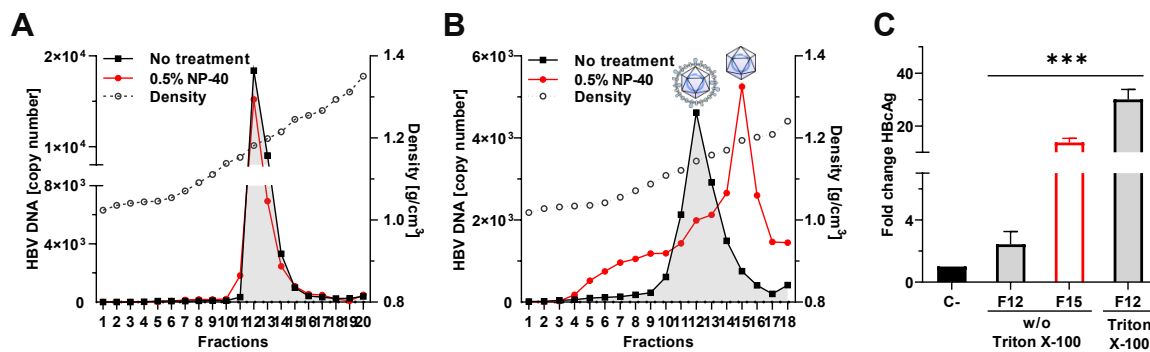 A
HBV DNA [copy number]
2×10⁴
1×10⁴
8×10³
4×10³
0
No treatment
0.5% NP-40
Density
1.4
1.2
1.0
0.8
Density [g/cm³]
1 2 3 4 5 6 7 8 9 10 11 12 13 14 15 16 17 18 19 20
Fractions
B
HBV DNA [copy number]
6×10³
4×10³
2×10³
0
No treatment
0.5% NP-40
Density
1.4
1.2
1.0
0.8
Density [g/cm³]
1 2 3 4 5 6 7 8 9 10 11 12 13 14 15 16 17 18
Fractions
C
Fold change HBcAg
40
30
20
10
4
0
***
C- F12 F15 F12
w/o Triton
Triton X-100 X-100